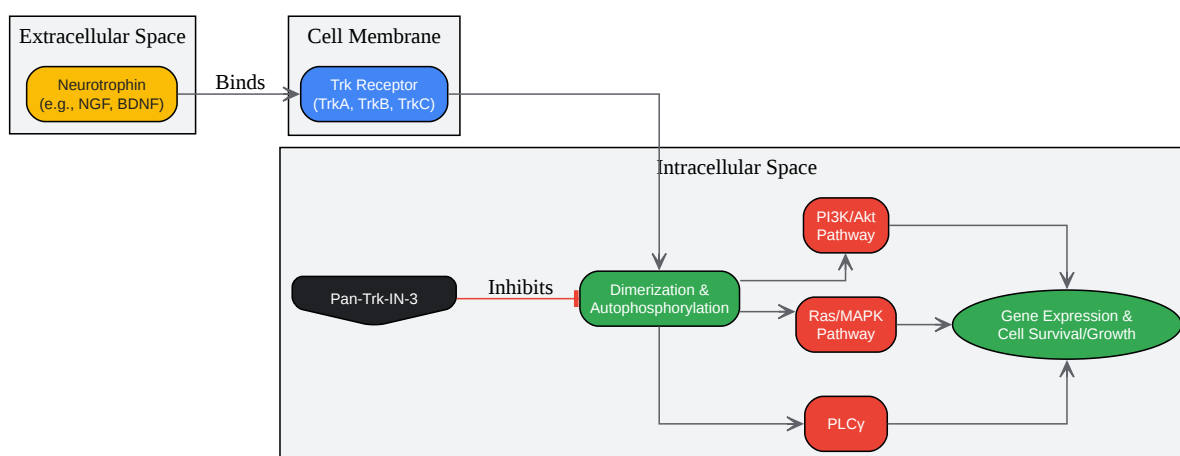 Extracellular Space
Cell Membrane
Neurotrophin
(e.g., NGF, BDNF)
Binds
Trk Receptor
(TrkA, TrkB, TrkC)
Intracellular Space
PI3K/Akt
Pathway
Pan-Trk-IN-3
Inhibits
Dimerization &
Autophosphorylation
Ras/MAPK
Pathway
Gene Expression &
Cell Survival/Growth
PLCγ